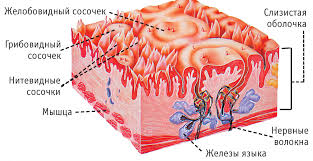 Желобовидный сосочек
Грибовидный
сосочек
Нитевидные
сосочки
Мышца
Слизистая
оболочка
Нервные
волокна
Железы языка